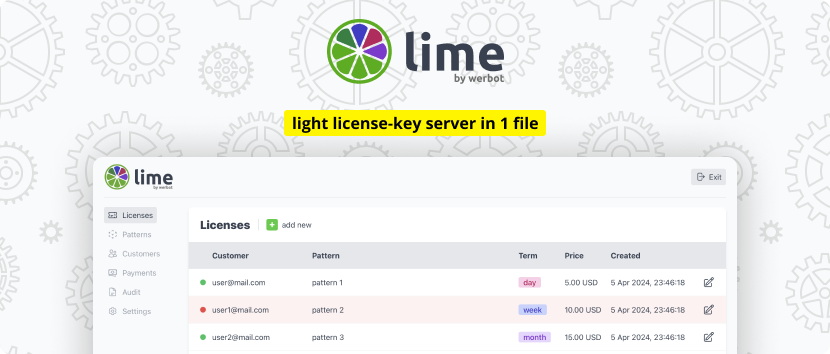 lime
by werbot
light license-key server in 1 file
lime
by werbot
Exit
Licenses
Patterns
Customers
Payments
Audit
Settings
Licenses add new
Customer Pattern Term Price Created
user@mail.com pattern 1 day 5.00 USD 5 Apr 2024, 23:46:18
user1@mail.com pattern 2 week 10.00 USD 5 Apr 2024, 23:46:18
user2@mail.com pattern 3 month 15.00 USD 5 Apr 2024, 23:46:18